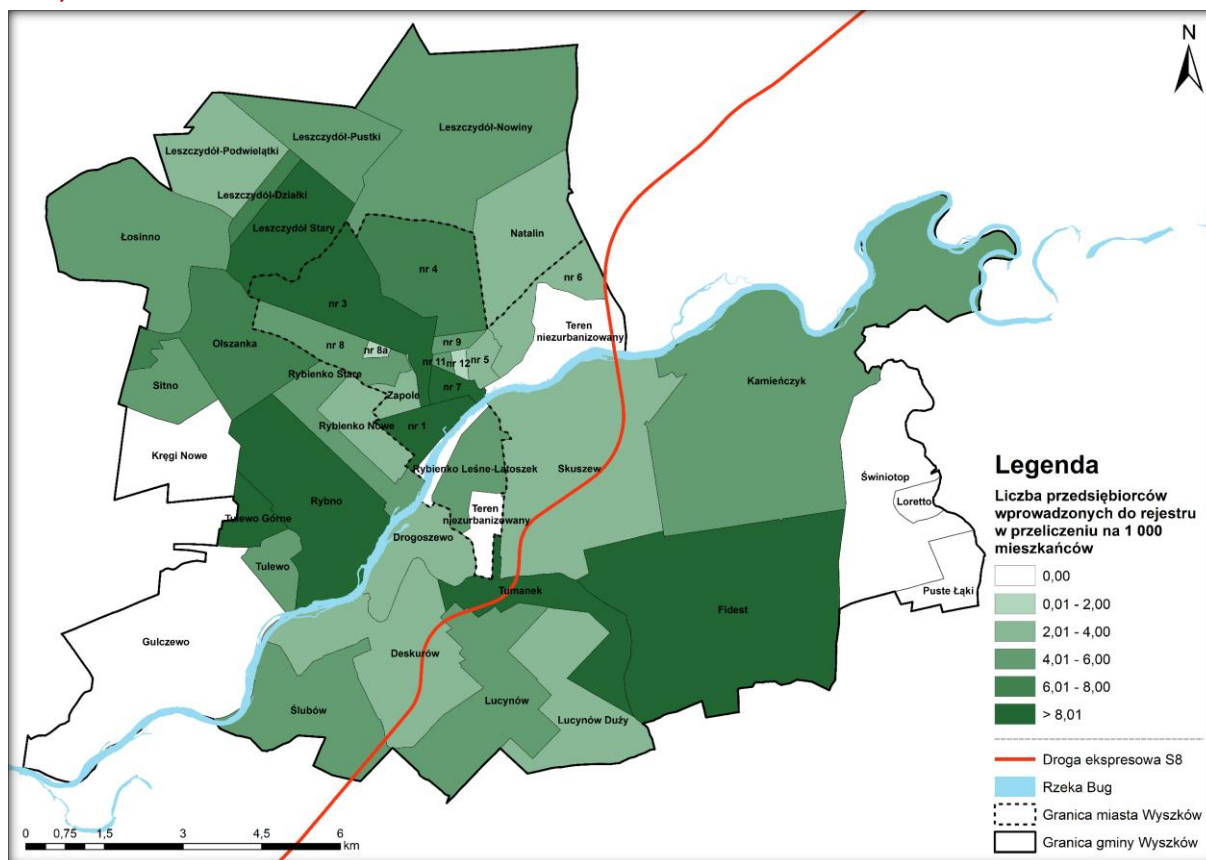 N
Leszczydół-Nowiny
Leszczydół-Pustki
Leszczydół-Podwielątki
Leszczydół-Działki
Leszczydół Stary
Łosinno
Natalin
nr 4
nr 6
nr 3
Teren
niezurbanizowany
Olszanka
nr 8
nr 8a
nr 9
nr 11
nr 12
nr 5
Sitno
Rybienko Stare
Zapole
nr 7
Kamieńczyk
Rybienko Nowe
nr 1
Kręgi Nowe
Rybienko Leśne-Latoszek
Skuszew
Świniotop
Loretto
Rybno
Teren
niezurbanizowany
Tulewo Górne
Drogoszewo
Tulewo
Tumanek
Fidest
Puste Łąki
Gulczewo
Deskurów
Ślubów
Lucynów
Lucynów Duży
Legenda
Liczba przedsiębiorców
wprowadzonych do rejestru
w przeliczeniu na 1 000
mieszkańców
0,00
0,01 - 2,00
2,01 - 4,00
4,01 - 6,00
6,01 - 8,00
> 8,01
Droga ekspresowa S8
Rzeka Bug
Granica miasta Wyszków
Granica gminy Wyszków
0 0,75 1,5 3 4,5 6
km